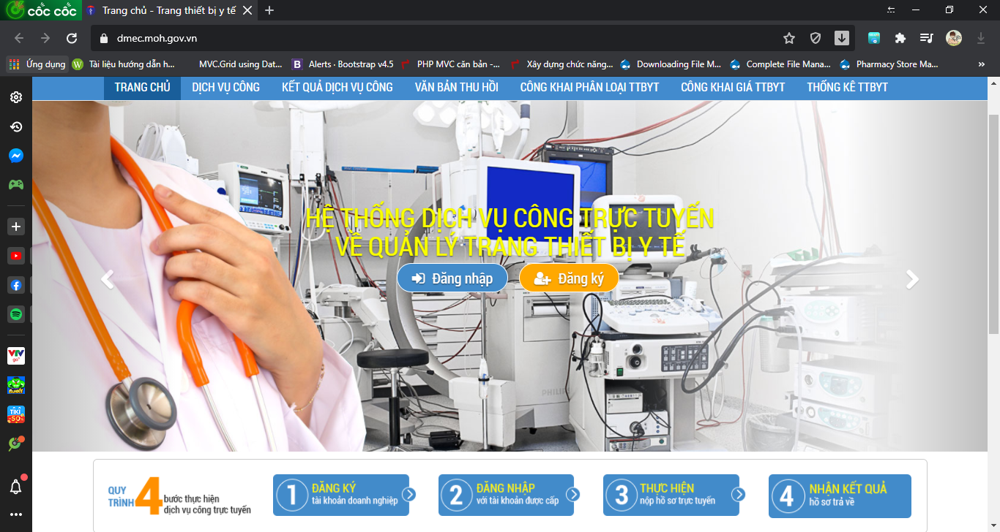 cốc cốc
Trang chủ - Trang thiết bị y tế
dmec.moh.gov.vn
Ứng dụng
Tài liệu hướng dẫn h...
MVC.Grid using Dat...
B
Alerts · Bootstrap v4.5
PHP MVC căn bản -...
Xây dựng chức năng...
Downloading File M...
Complete File Mana...
Pharmacy Store Ma...
»
TRANG CHỦ
DỊCH VỤ CÔNG
KẾT QUẢ DỊCH VỤ CÔNG
VĂN BẢN THU HỒI
CÔNG KHAI PHÂN LOẠI TTBYT
CÔNG KHAI GIÁ TTBYT
THỐNG KÊ TTBYT
HỆ THỐNG DỊCH VỤ CÔNG TRỰC TUYẾN
VỀ QUẢN LÝ TRANG THIẾT BỊ Y TẾ
Đăng nhập
Đăng ký
PHILIPS
VTV
go
TIKI
-50
QUY
TRÌNH
4
bước thực hiện
dịch vụ công trực tuyến
1
ĐĂNG KÝ
tài khoản doanh nghiệp
2
ĐĂNG NHẬP
với tài khoản được cấp
3
THỰC HIỆN
nộp hồ sơ trực tuyến
4
NHẬN KẾT QUẢ
hồ sơ trả về